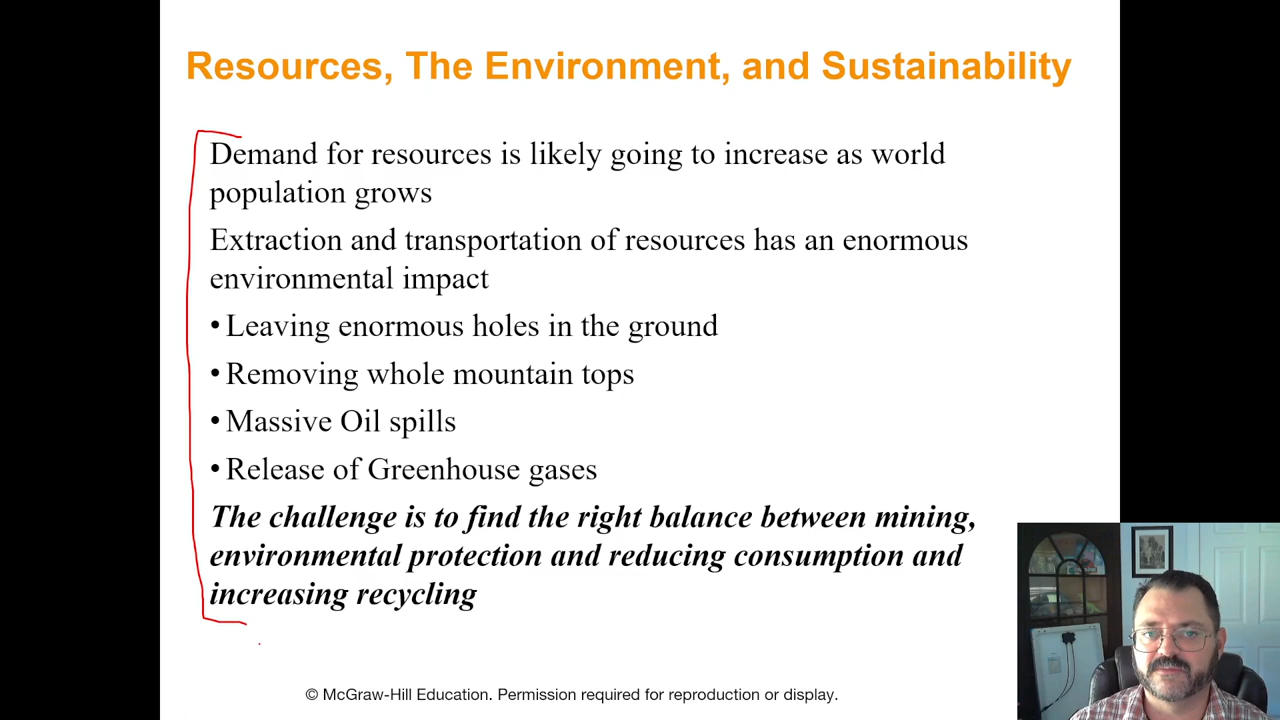 Resources, The Environment, and Sustainability
Demand for resources is likely going to increase as world
population grows
Extraction and transportation of resources has an enormous
environmental impact
• Leaving enormous holes in the ground
• Removing whole mountain tops
• Massive Oil spills
• Release of Greenhouse gases
The challenge is to find the right balance between mining,
environmental protection and reducing consumption and
increasing recycling
© McGraw-Hill Education. Permission required for reproduction or display.